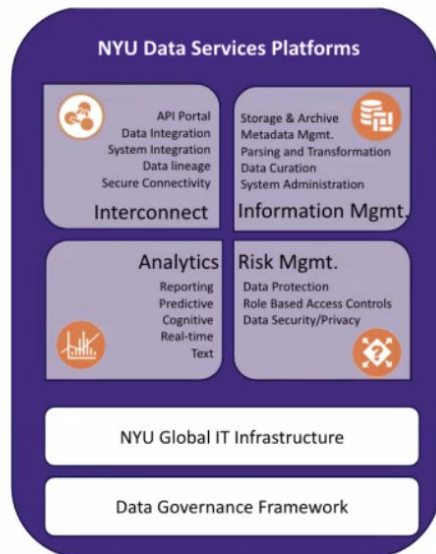 NYU Data Services Platforms
API Portal
Data Integration
System Integration
Data lineage
Secure Connectivity
Interconnect
Storage & Archive
Metadata Mgmt.
Parsing and Transformation
Data Curation
System Administration
Information Mgmt.
Analytics
Reporting
Predictive
Cognitive
Real-time
Text
Risk Mgmt.
Data Protection
Role Based Access Controls
Data Security/Privacy
?
NYU Global IT Infrastructure
Data Governance Framework